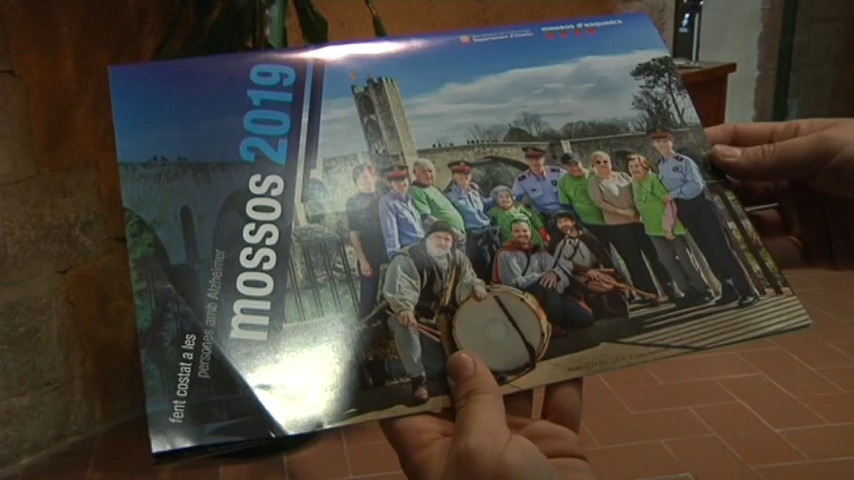 mossos d'esquadra
mossos 2019
fent costat a les
persones amb Alzheimer